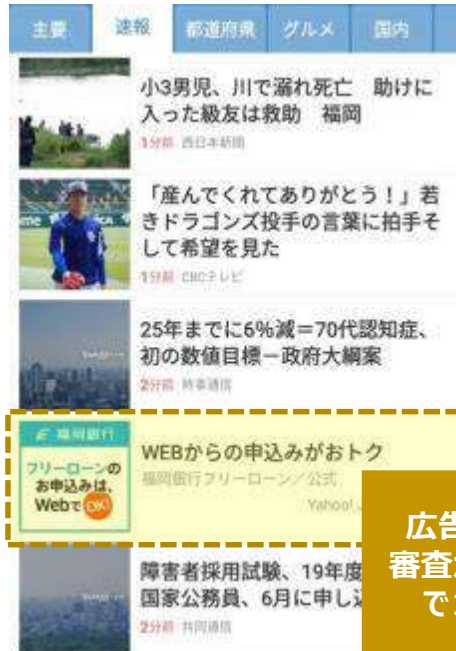 主要 速報 都道府県 グルメ 国内
小3男児、川で溺れ死亡 助けに
入った級友は救助 福岡
1分前 西日本新聞
「産んでくれてありがとう！」若
きドラゴンズ投手の言葉に拍手そ
して希望を見た
1分前 CBCテレビ
25年までに6%減＝70代認知症、
初の数値目標－政府大綱案
2分前 時事通信
福岡銀行
フリーローンの
お申込みは、
WebでOK!
WEBからの申込みがおトク
福岡銀行フリーローン／公式
Yahoo!
広告
審査
で
障害者採用試験、19年度
国家公務員、6月に申し込
2分前 共同通信